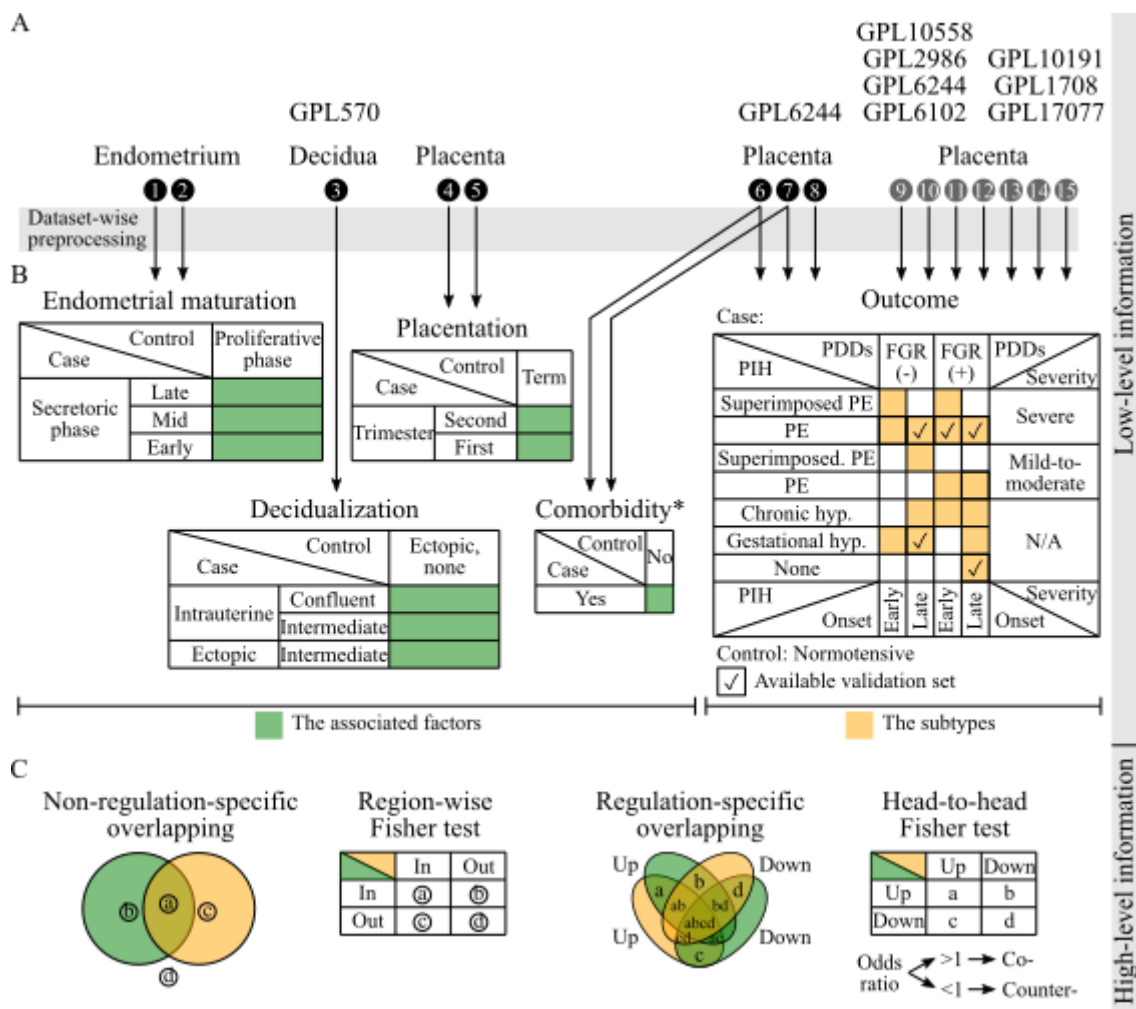 A
GPL10558
GPL2986 GPL10191
GPL6244 GPL1708
GPL570 GPL6244 GPL6102 GPL17077
Endometrium Decidua Placenta Placenta Placenta
1 2 3 4 5 6 7 8 9 10 11 12 13 14 15
Dataset-wise
preprocessing
Low-level information
B
Endometrial maturation
Control
Case
Proliferative
phase
Secretoric
phase
Late
Mid
Early
Placentation
Control
Case
Term
Trimester
Second
First
Decidualization
Control
Case
Ectopic,
none
Intrauterine
Confluent
Intermediate
Ectopic
Intermediate
Comorbidity*
Control
Case
No
Yes
Outcome
Case:
PDDs
PIH
FGR
(-)
FGR
(+)
PDDs
Severity
Superimposed PE
PE ✓ ✓ ✓
Severe
Superimposed. PE
PE
Mild-to-
moderate
Chronic hyp.
Gestational hyp. ✓
None ✓
N/A
PIH
Onset
Early
Late
Early
Late
Severity
Onset
Control: Normotensive
✓ Available validation set
The associated factors
The subtypes
High-level information
C
Non-regulation-specific
overlapping
ⓑ ⓐ ⓒ
ⓓ
Region-wise
Fisher test
In Out
In ⓐ ⓑ
Out ⓒ ⓓ
Regulation-specific
overlapping
Up Down
a b d
ab bd
abcd
cd ac
Up Down
c
Head-to-head
Fisher test
Up Down
Up a b
Down c d
Odds
ratio
>1 → Co-
<1 → Counter-